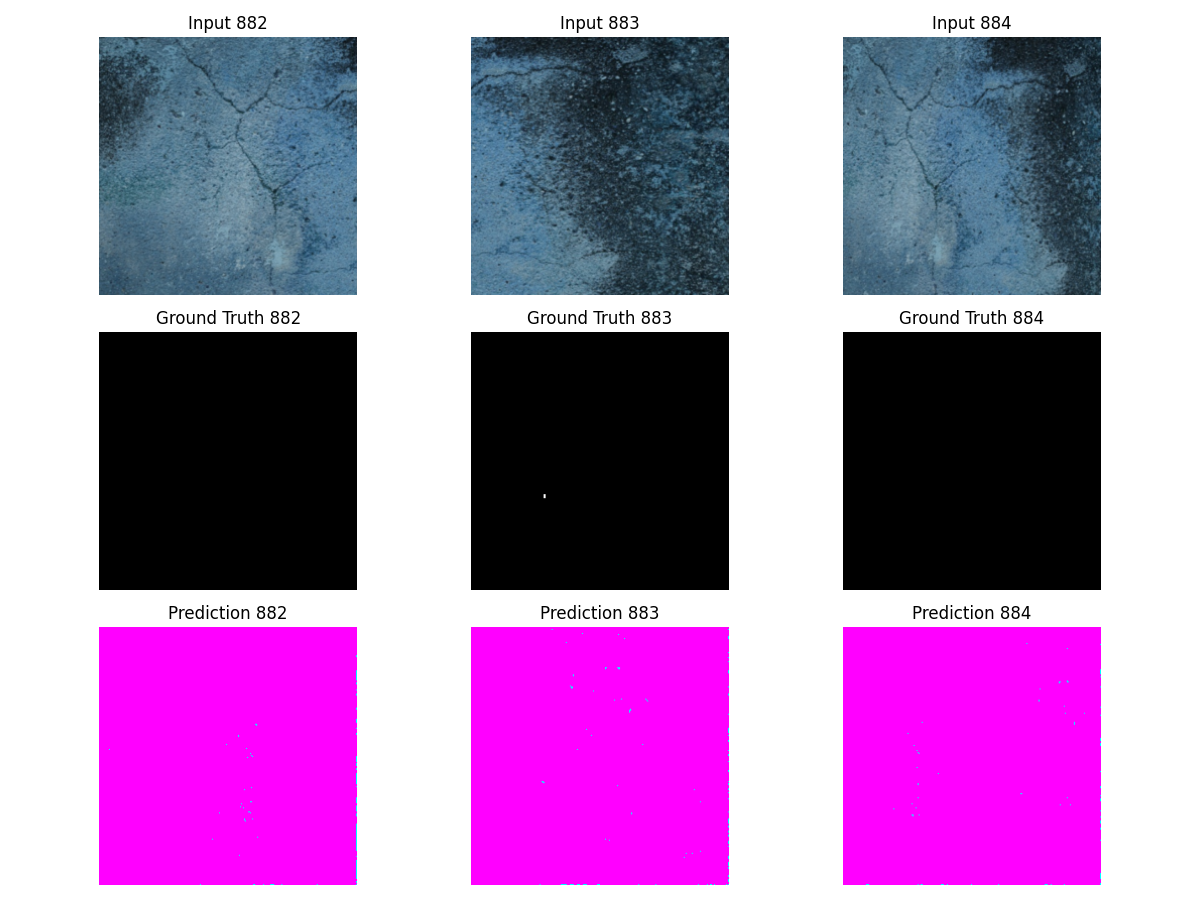 Input 882
Input 883
Input 884
Ground Truth 882
Ground Truth 883
Ground Truth 884
Prediction 882
Prediction 883
Prediction 884